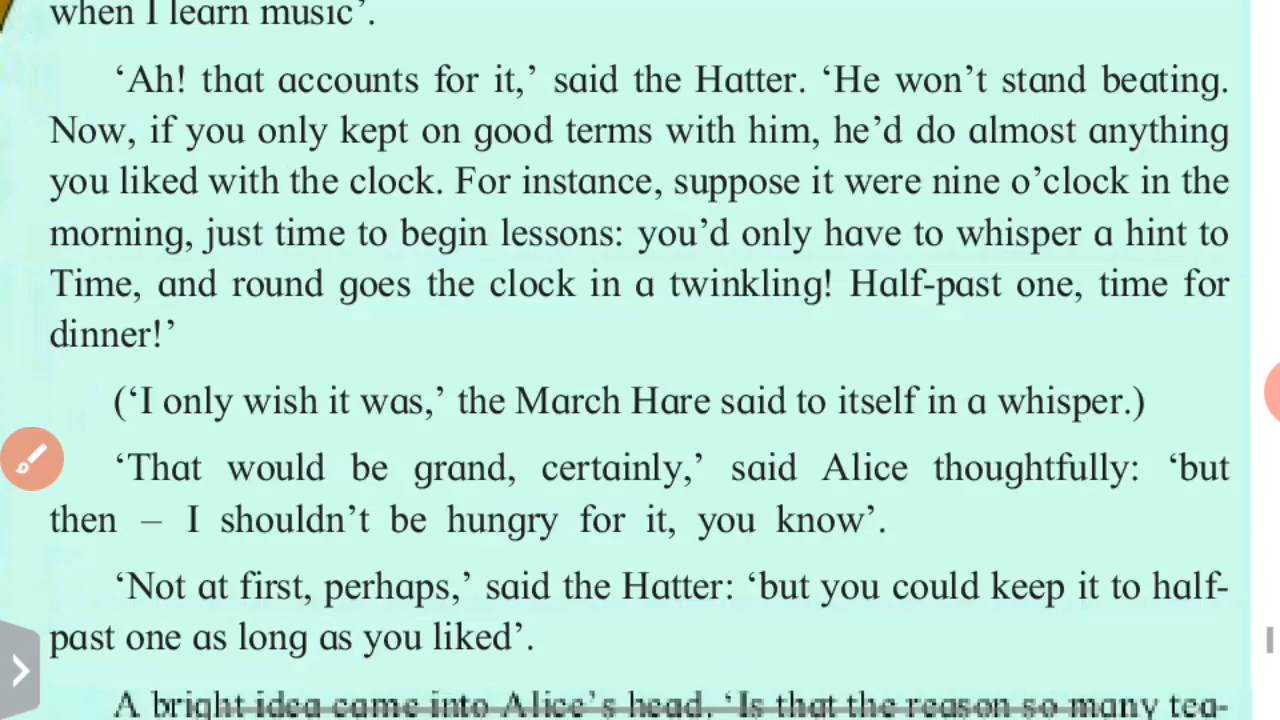 when I learn music’.
‘Ah! that accounts for it,’ said the Hatter. ‘He won’t stand beating.
Now, if you only kept on good terms with him, he’d do almost anything
you liked with the clock. For instance, suppose it were nine o’clock in the
morning, just time to begin lessons: you’d only have to whisper a hint to
Time, and round goes the clock in a twinkling! Half-past one, time for
dinner!’
(‘I only wish it was,’ the March Hare said to itself in a whisper.)
‘That would be grand, certainly,’ said Alice thoughtfully: ‘but
then – I shouldn’t be hungry for it, you know’.
‘Not at first, perhaps,’ said the Hatter: ‘but you could keep it to half-
past one as long as you liked’.
A bright idea came into Alice’s head. ‘Is that the reason so many tea-